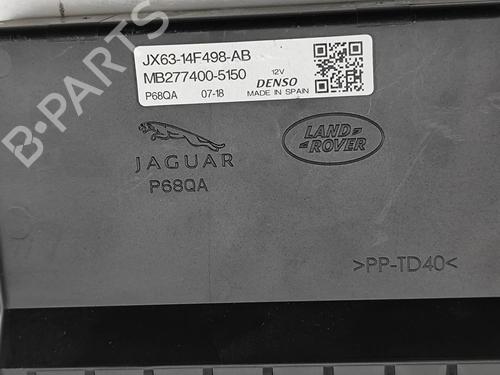 JX63-14F498-AB
MB277400-5150
12V
DENSO
P68QA 07-18 MADE IN SPAIN
JAGUAR
LAND
ROVER
P68QA
>PP-TD40<
B-PARTS